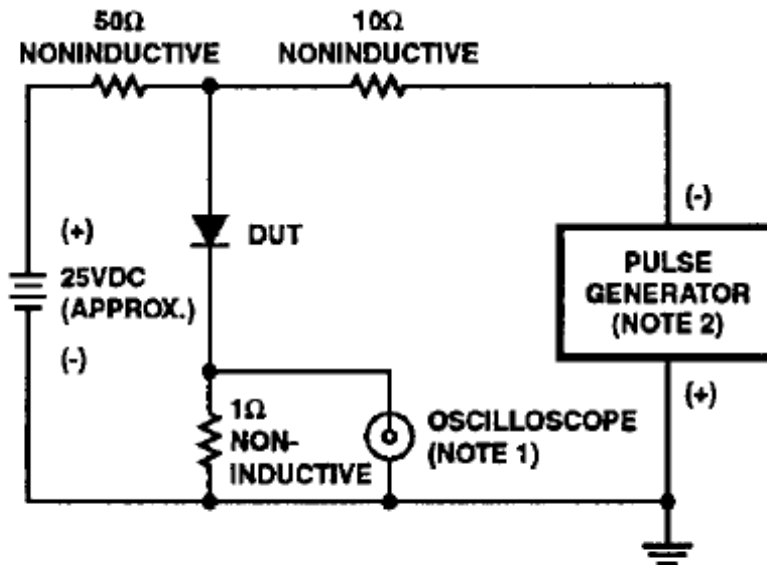 50Ω
NONINDUCTIVE
10Ω
NONINDUCTIVE
(+)
25VDC
(APPROX.)
(-)
DUT
1Ω
NON-
INDUCTIVE
OSCILLOSCOPE
(NOTE 1)
(-)
PULSE
GENERATOR
(NOTE 2)
(+)